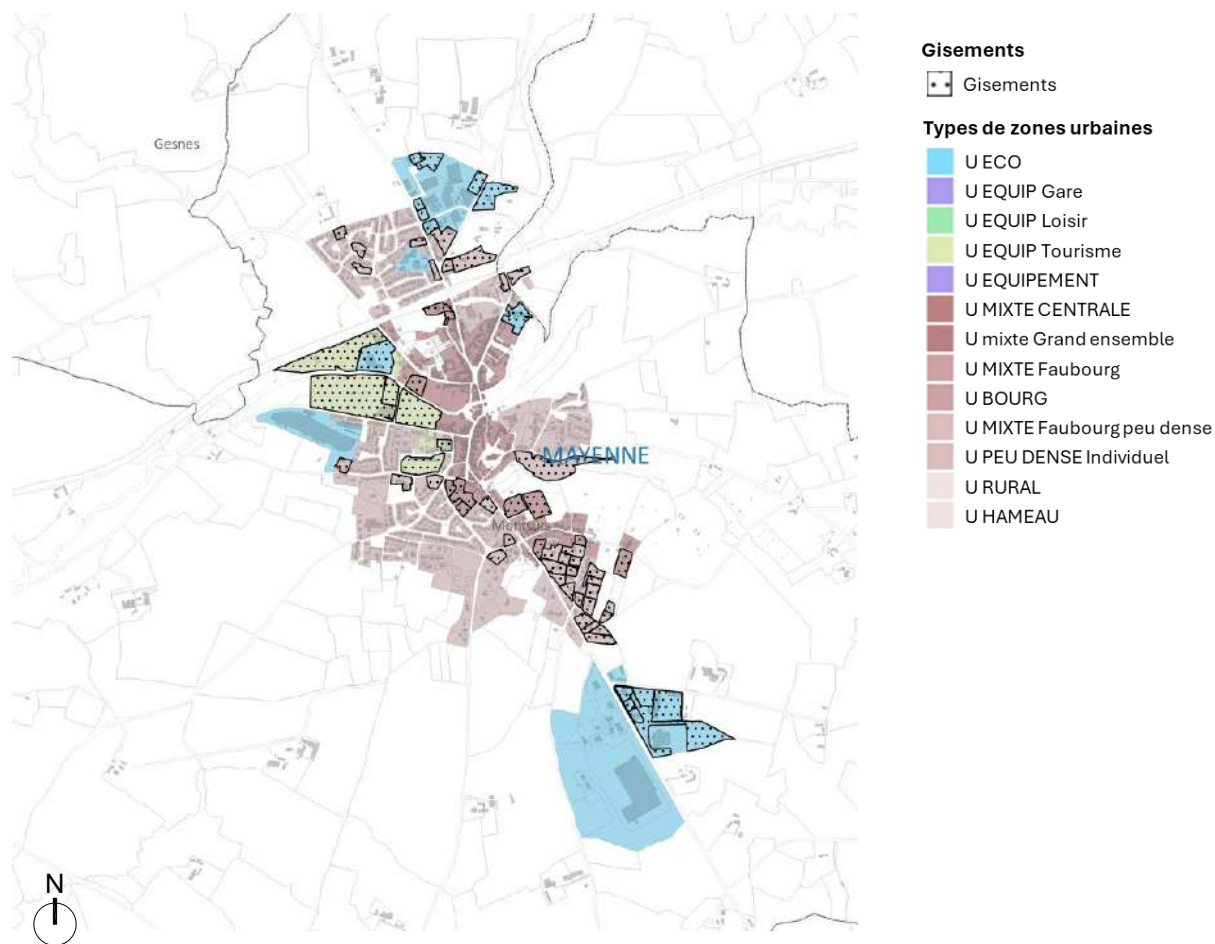 Gisements
Gisements
Types de zones urbaines
U ECO
U EQUIP Gare
U EQUIP Loisir
U EQUIP Tourisme
U EQUIPEMENT
U MIXTE CENTRALE
U mixte Grand ensemble
U MIXTE Faubourg
U BOURG
U MIXTE Faubourg peu dense
U PEU DENSE Individuel
U RURAL
U HAMEAU
Gesnes
MAYENNE
Montsûrs
N